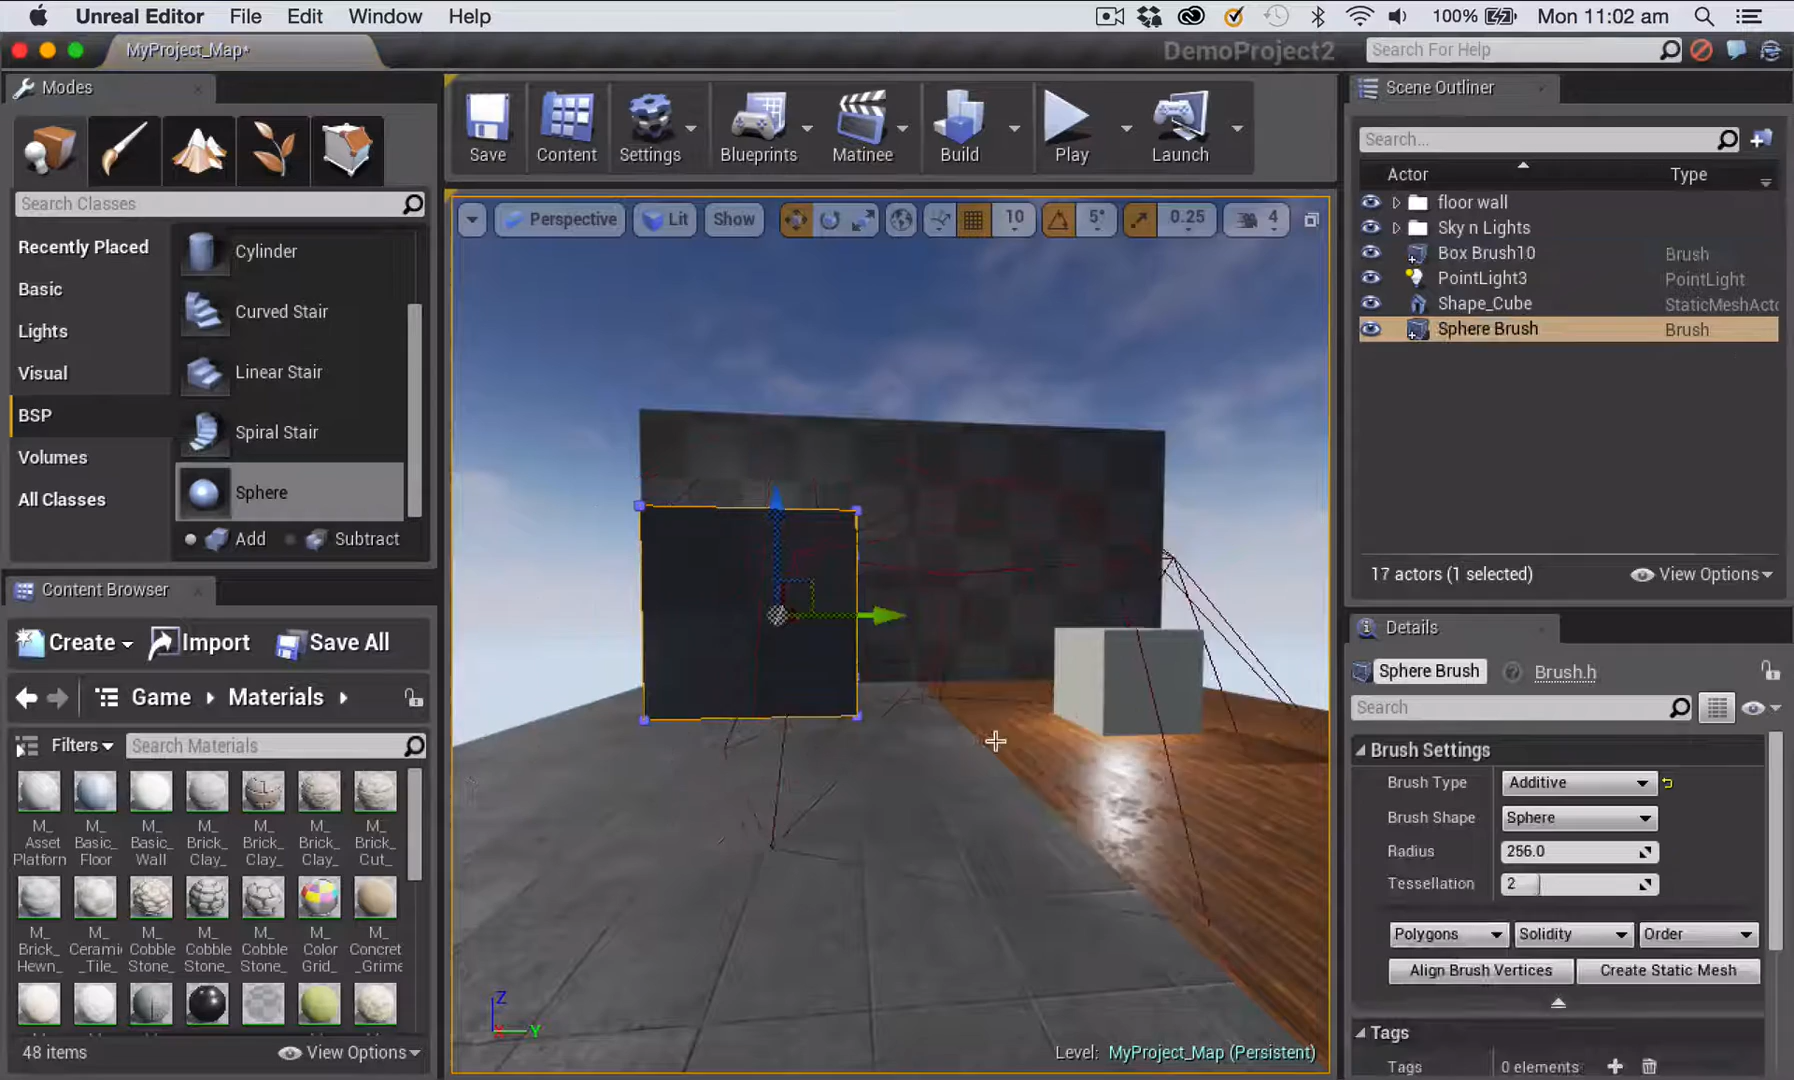 Unreal Editor File Edit Window Help 100% Mon 11:02 am
MyProject_Map* DemoProject2 Search For Help
Modes
Search Classes
Recently Placed
Basic
Lights
Visual
BSP
Volumes
All Classes
Cylinder
Curved Stair
Linear Stair
Spiral Stair
Sphere
Add Subtract
Save Content Settings Blueprints Matinee Build Play Launch
Perspective Lit Show 10 5° 0.25 4
Z
X Y
Level: MyProject_Map (Persistent)
Content Browser
Create Import Save All
Game Materials
Filters Search Materials
M_
Asset
Platform
M_
Basic_
Floor
M_
Basic_
Wall
M_
Brick_
Clay_
M_
Brick_
Clay_
M_
Brick_
Clay_
M_
Brick_
Cut_
M_
Brick_
Hewn_
M_
Ceramic
_Tile_
M_
Cobble
Stone_
M_
Cobble
Stone_
M_
Cobble
Stone_
M_
Color
Grid_
M_
Concret
_Grime
48 items View Options
Scene Outliner
Search...
Actor Type
floor wall
Sky n Lights
Box Brush10 Brush
PointLight3 PointLight
Shape_Cube StaticMeshActo
Sphere Brush Brush
17 actors (1 selected) View Options
Details
Sphere Brush Brush.h
Search
Brush Settings
Brush Type Additive
Brush Shape Sphere
Radius 256.0
Tessellation 2
Polygons Solidity Order
Align Brush Vertices Create Static Mesh
Tags
Tags 0 elements